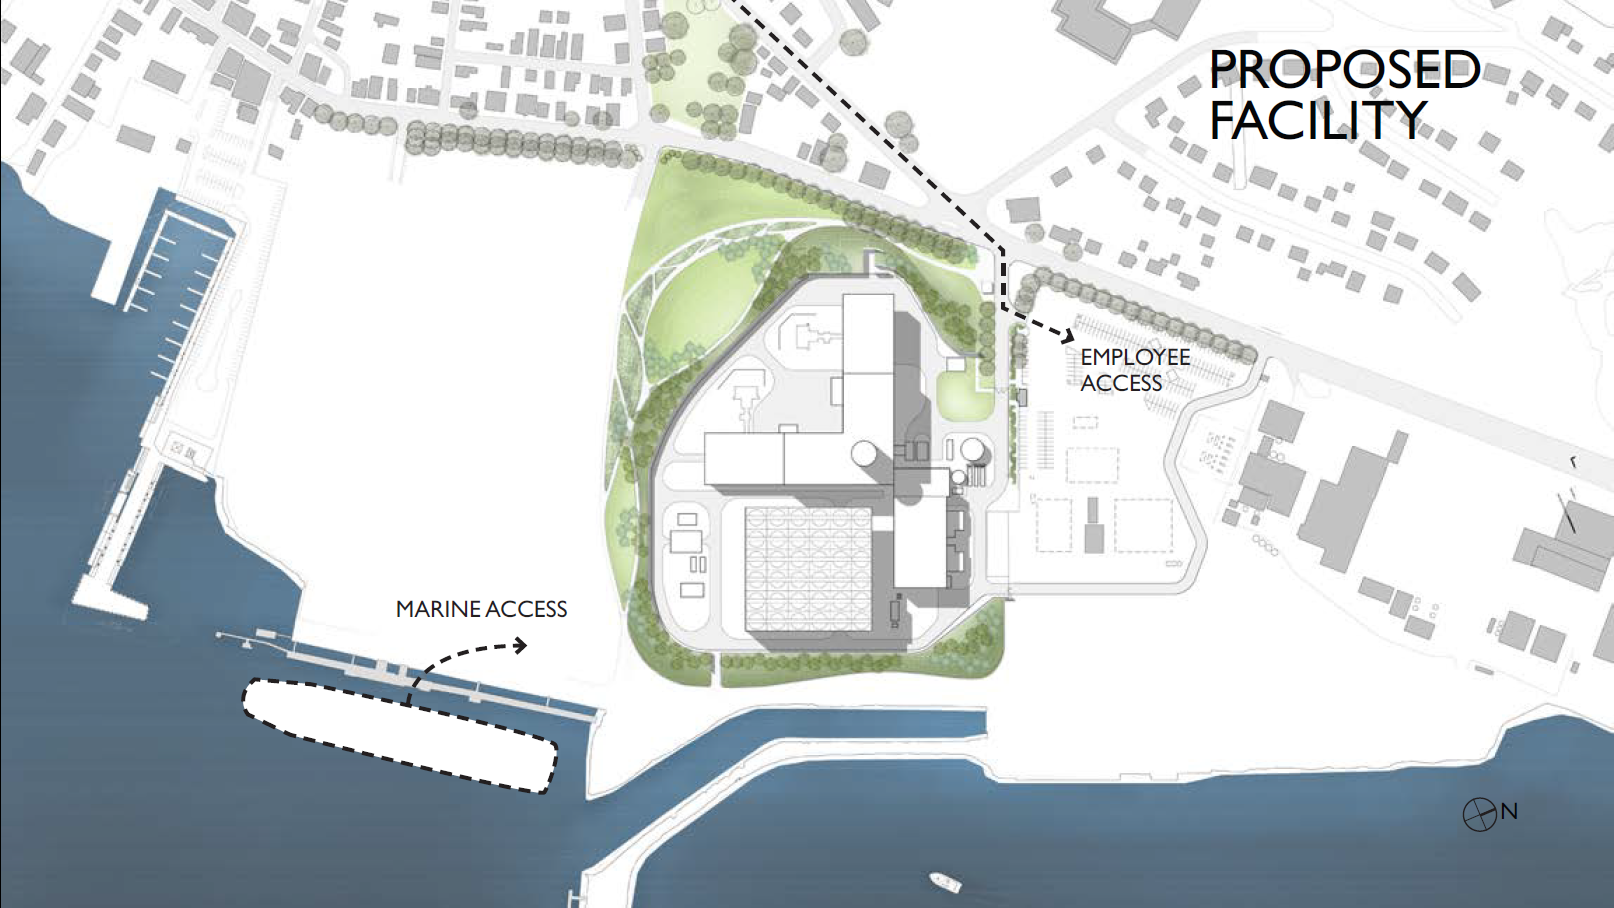 PROPOSED
FACILITY
EMPLOYEE
ACCESS
MARINE ACCESS
N